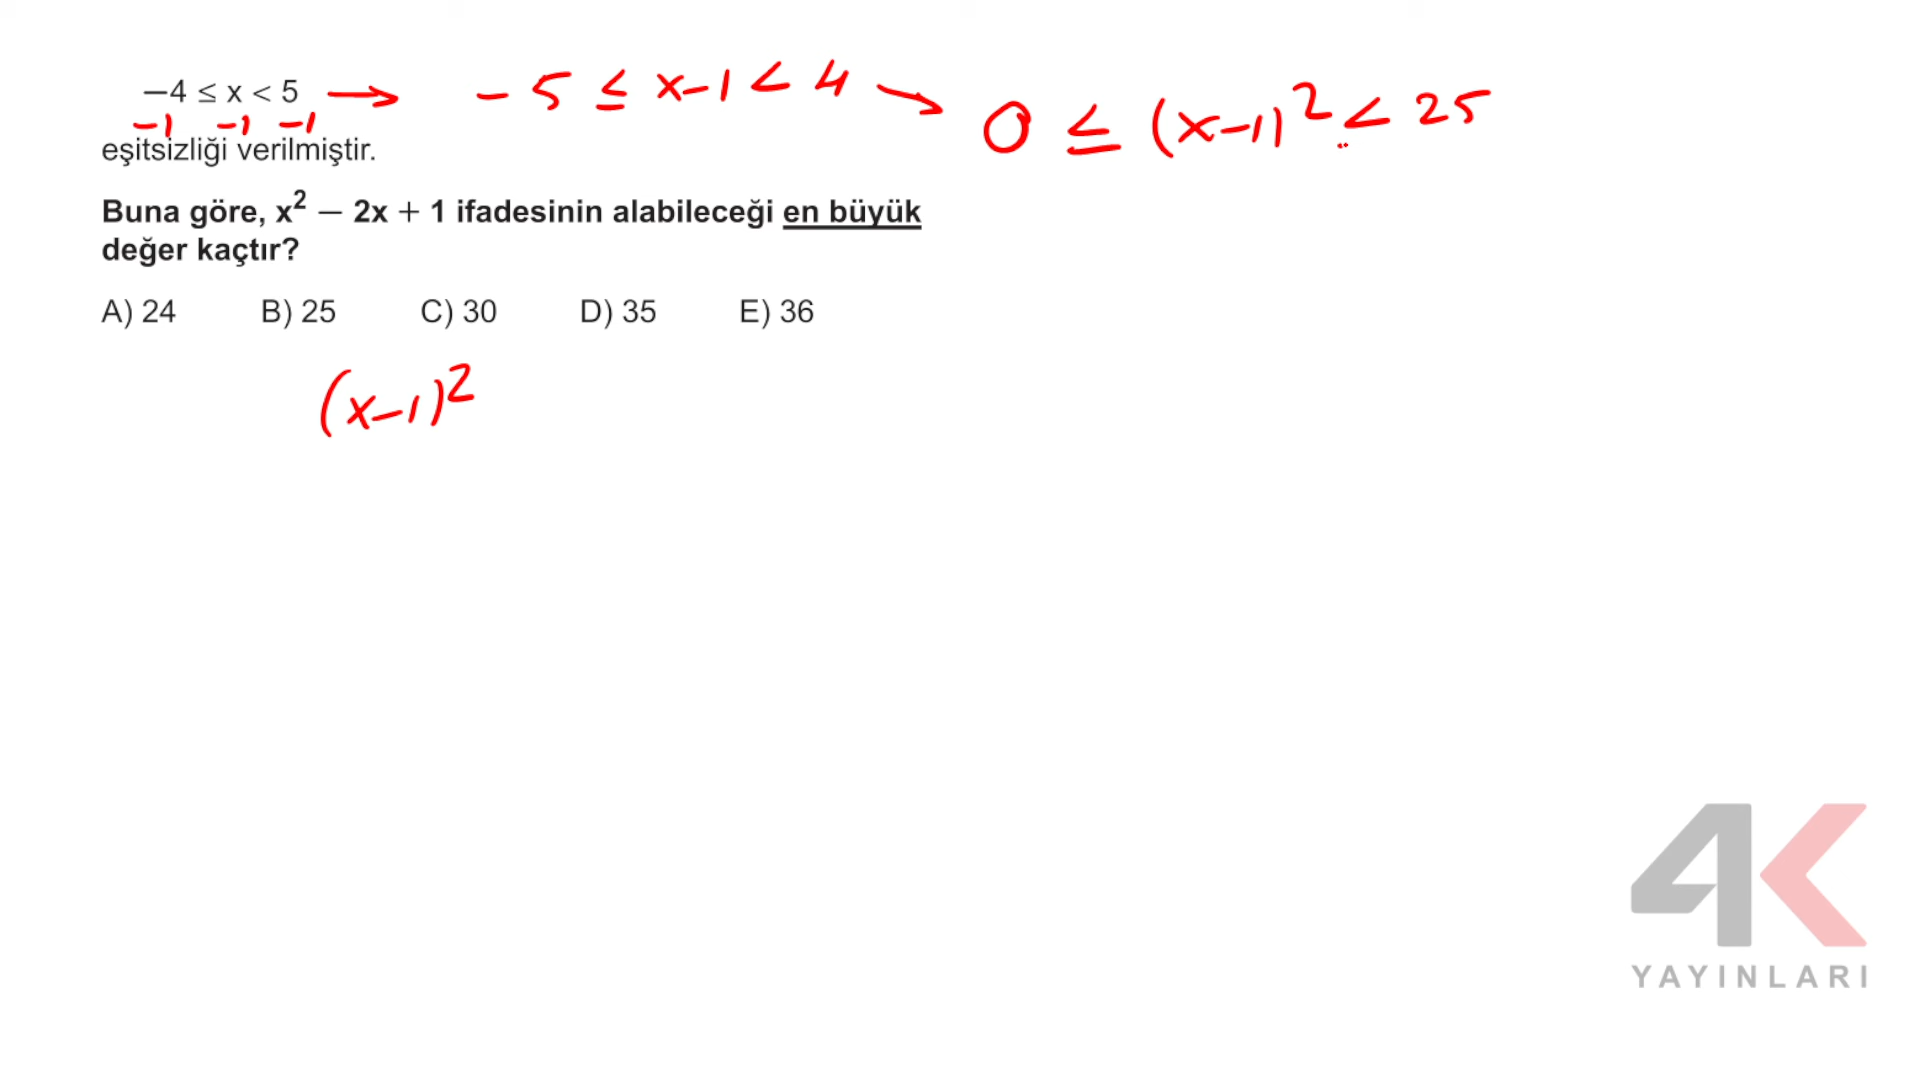 −4 ≤ x < 5 → −5 ≤ x−1 < 4 → 0 ≤ (x−1)² < 25
−1 −1 −1
eşitsizliği verilmiştir.
Buna göre, x² − 2x + 1 ifadesinin alabileceği en büyük
değer kaçtır?
A) 24 B) 25 C) 30 D) 35 E) 36
(x−1)²
4K
YAYINLARI